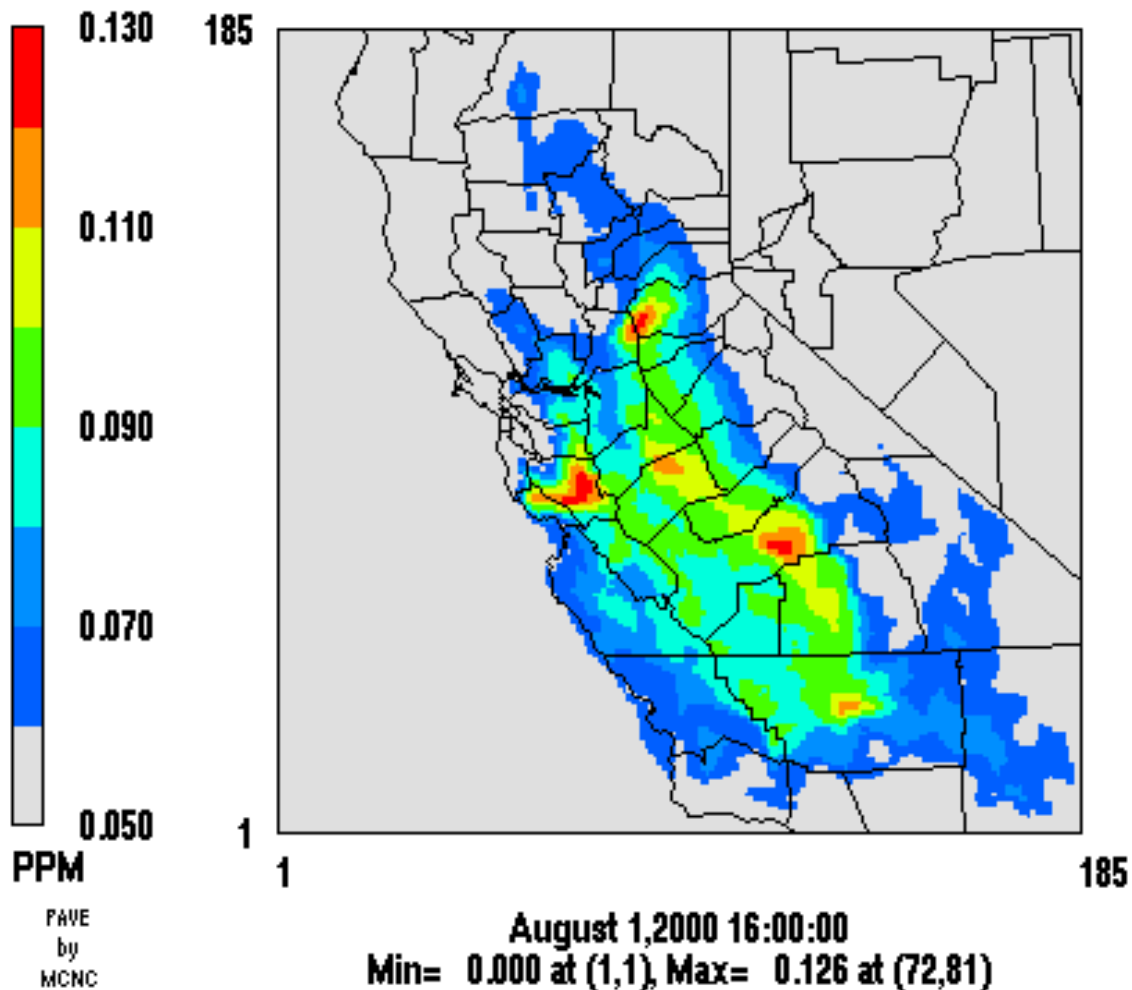 0.130
0.110
0.090
0.070
0.050
PPM
PAVE
by
MCNC
185
1
1
185
August 1,2000 16:00:00
Min= 0.000 at (1,1), Max= 0.126 at (72,81)